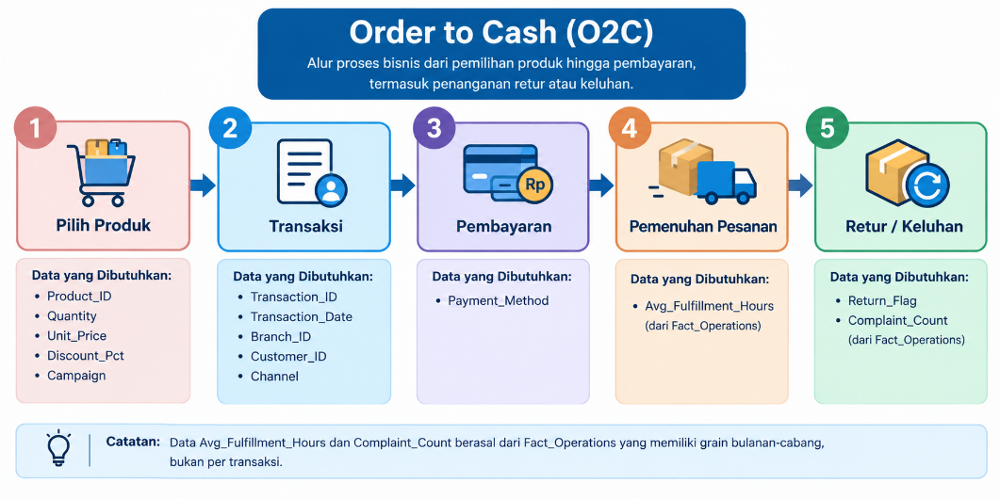 Order to Cash (O2C)
Alur proses bisnis dari pemilihan produk hingga pembayaran,
termasuk penanganan retur atau keluhan.
1
Pilih Produk
Data yang Dibutuhkan:
• Product_ID
• Quantity
• Unit_Price
• Discount_Pct
• Campaign
2
Transaksi
Data yang Dibutuhkan:
• Transaction_ID
• Transaction_Date
• Branch_ID
• Customer_ID
• Channel
3
Rp
Pembayaran
Data yang Dibutuhkan:
• Payment_Method
4
Pemenuhan Pesanan
Data yang Dibutuhkan:
• Avg_Fulfillment_Hours
(dari Fact_Operations)
5
Retur / Keluhan
Data yang Dibutuhkan:
• Return_Flag
• Complaint_Count
(dari Fact_Operations)
Catatan: Data Avg_Fulfillment_Hours dan Complaint_Count berasal dari Fact_Operations yang memiliki grain bulanan-cabang,
bukan per transaksi.